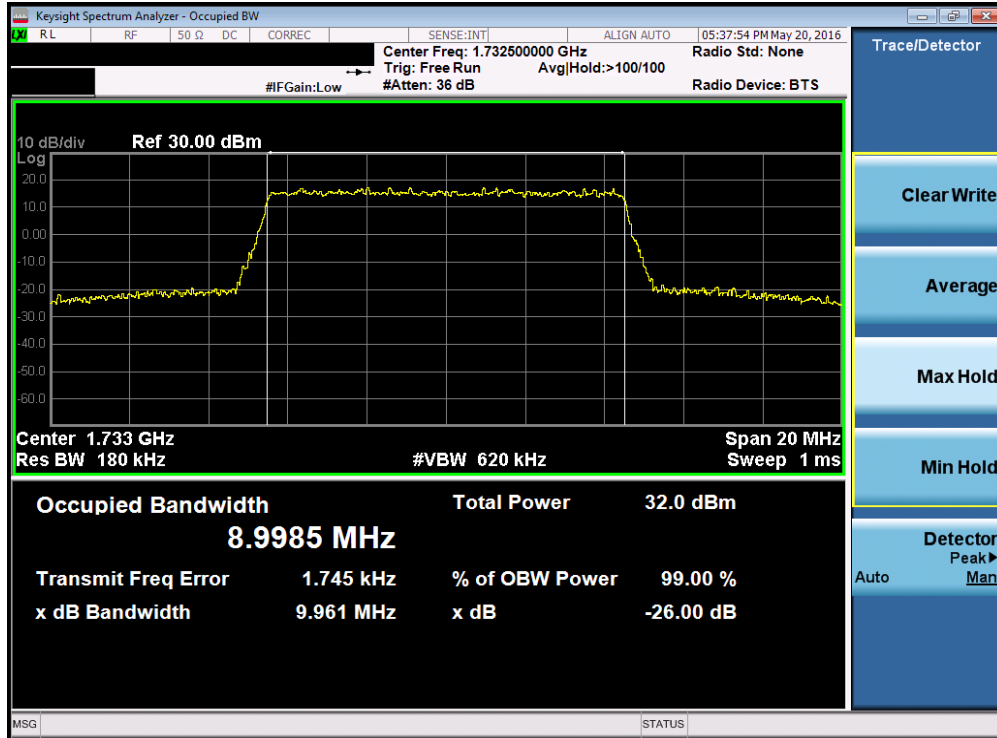 Keysight Spectrum Analyzer - Occupied BW
LXI RL RF 50 Ω DC CORREC SENSE:INT ALIGN AUTO 05:37:54 PM May 20, 2016
Center Freq: 1.732500000 GHz Radio Std: None
Trig: Free Run Avg|Hold:>100/100
#IFGain:Low #Atten: 36 dB Radio Device: BTS
Trace/Detector
10 dB/div Ref 30.00 dBm
Log
20.0
10.0
0.00
-10.0
-20.0
-30.0
-40.0
-50.0
-60.0
Center 1.733 GHz Span 20 MHz
Res BW 180 kHz #VBW 620 kHz Sweep 1 ms
Occupied Bandwidth Total Power 32.0 dBm
8.9985 MHz
Transmit Freq Error 1.745 kHz % of OBW Power 99.00 %
x dB Bandwidth 9.961 MHz x dB -26.00 dB
Clear Write
Average
Max Hold
Min Hold
Detector
Peak▶
Auto Man
MSG STATUS